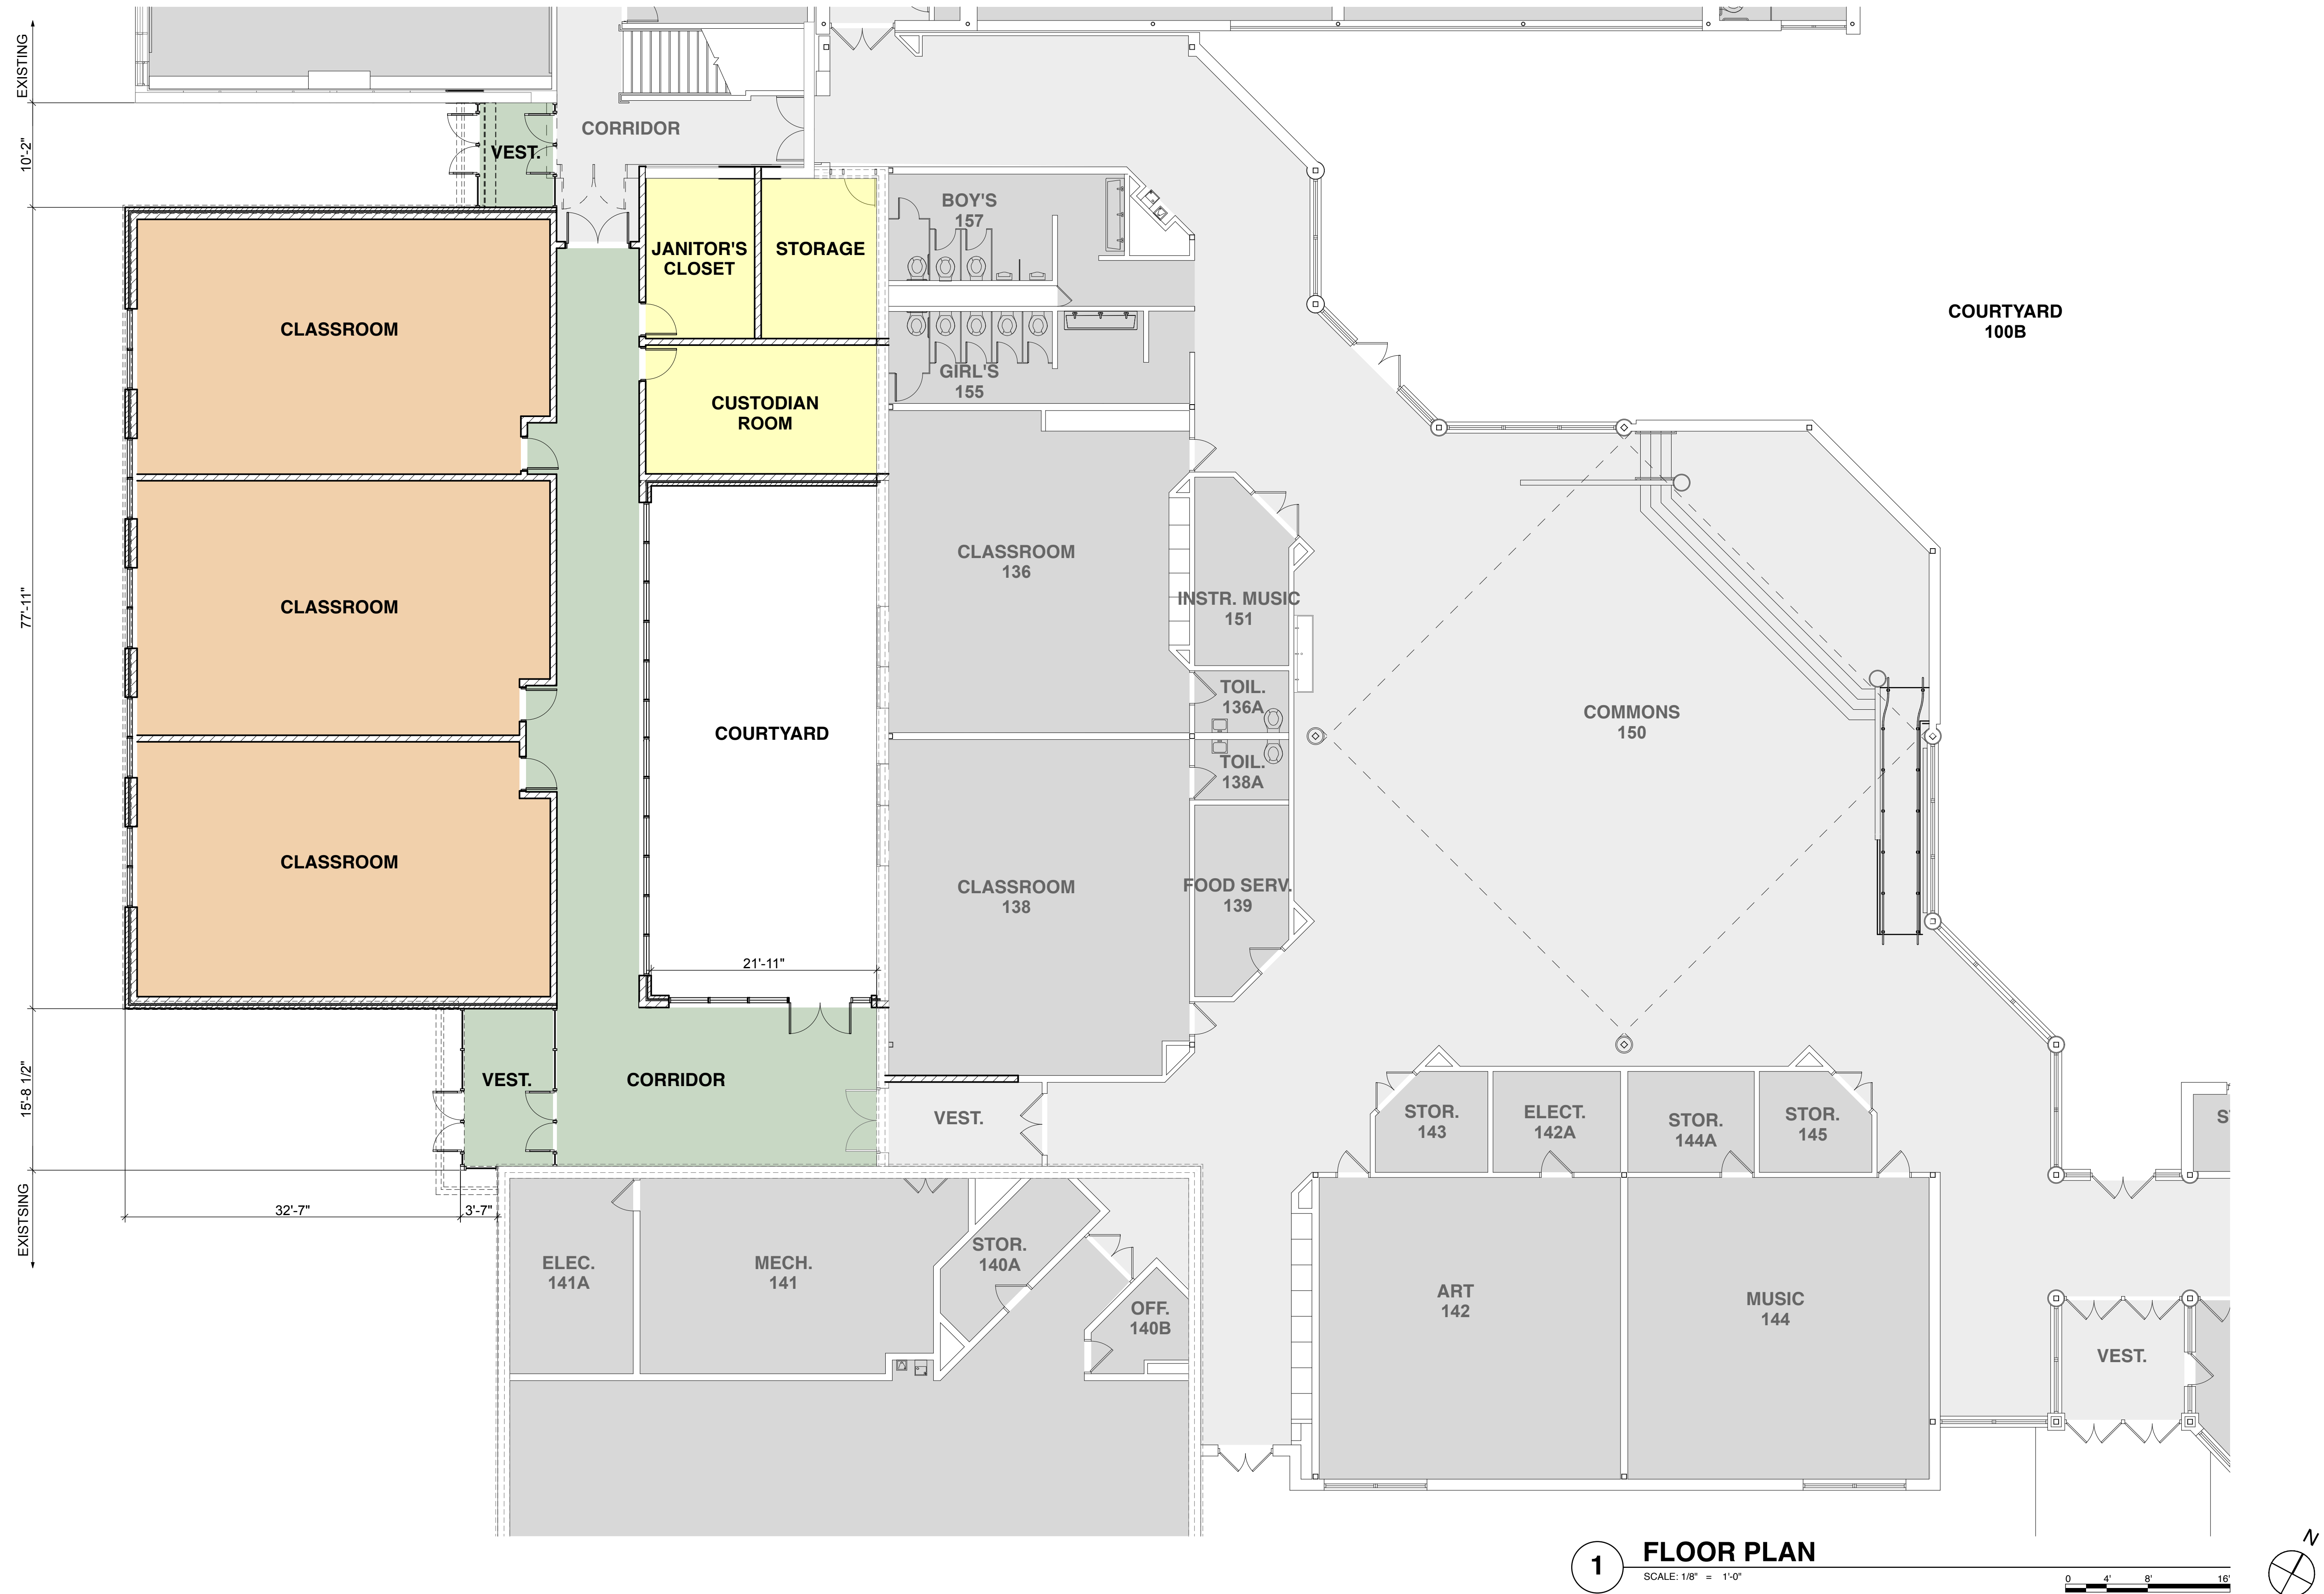 EXISTING
CORRIDOR
10'-2"
VEST.
BOY'S
157
JANITOR'S
CLOSET
STORAGE
COURTYARD
100B
CLASSROOM
GIRL'S
155
CUSTODIAN
ROOM
CLASSROOM
136
77'-11"
CLASSROOM
INSTR. MUSIC
151
TOIL.
136A
COURTYARD
COMMONS
150
TOIL.
138A
CLASSROOM
CLASSROOM
138
FOOD SERV.
139
21'-11"
15'-8 1/2"
VEST.
CORRIDOR
VEST.
STOR.
143
ELECT.
142A
STOR.
144A
STOR.
145
S
EXISTSING
32'-7"
3'-7"
ELEC.
141A
MECH.
141
STOR.
140A
OFF.
140B
ART
142
MUSIC
144
VEST.
1
FLOOR PLAN
SCALE: 1/8" = 1'-0"
0 4' 8' 16'
N